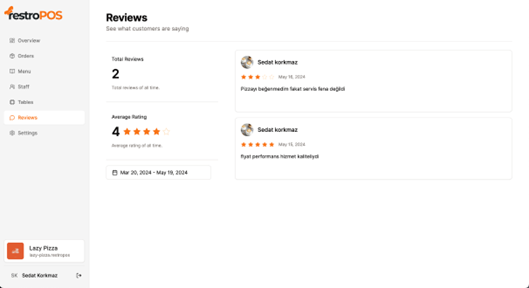 restroPOS
Overview
Orders
Menu
Staff
Tables
Reviews
Settings
Lazy Pizza
lazy-pizza.metropos
SK Sedat Korkmaz
Reviews
See what customers are saying
Total Reviews
2
Total reviews of all time.
Average Rating
4
Average rating of all time.
Mar 20, 2024 - May 19, 2024
Sedat korkmaz
May 18, 2024
Pizzayı beğenmedim fakat servis fena değildi
Sedat korkmaz
May 15, 2024
fiyat performans hizmet kaliteliydi